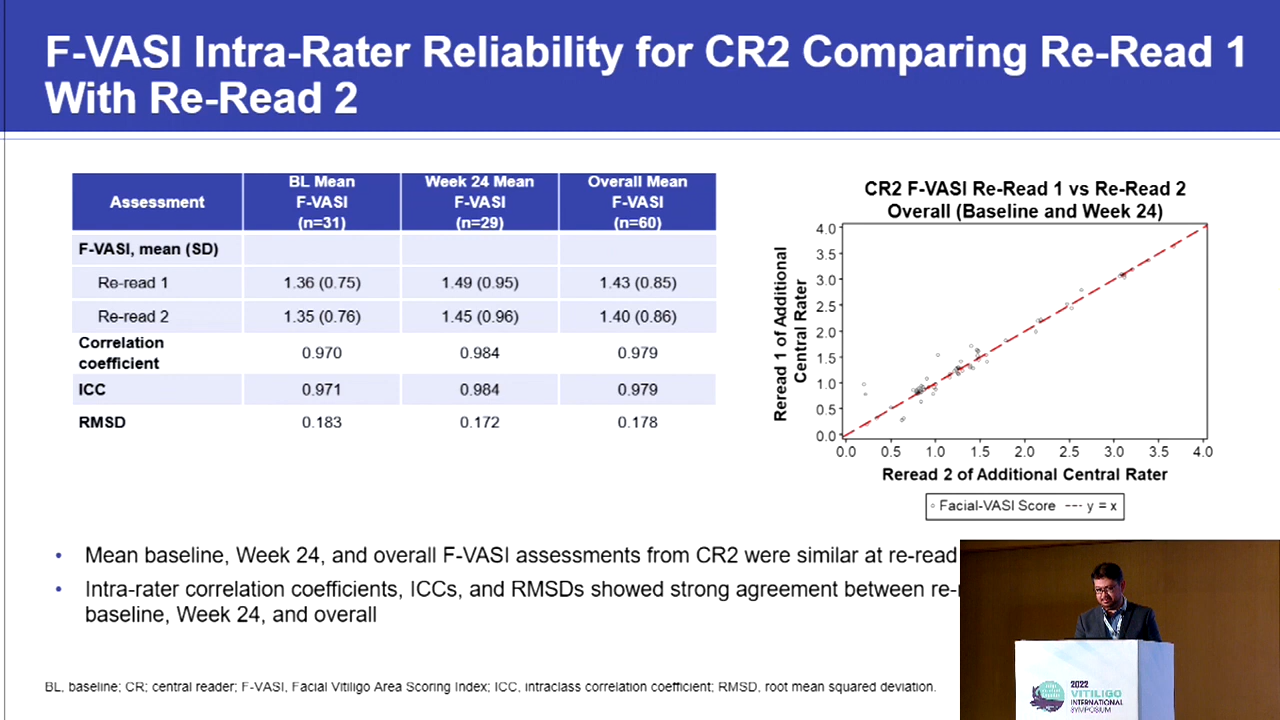 F-VASI Intra-Rater Reliability for CR2 Comparing Re-Read 1
With Re-Read 2
Assessment
BL Mean
F-VASI
(n=31)
Week 24 Mean
F-VASI
(n=29)
Overall Mean
F-VASI
(n=60)
F-VASI, mean (SD)
Re-read 1 1.36 (0.75) 1.49 (0.95) 1.43 (0.85)
Re-read 2 1.35 (0.76) 1.45 (0.96) 1.40 (0.86)
Correlation
coefficient 0.970 0.984 0.979
ICC 0.971 0.984 0.979
RMSD 0.183 0.172 0.178
CR2 F-VASI Re-Read 1 vs Re-Read 2
Overall (Baseline and Week 24)
Reread 1 of Additional
Central Rater
4.0
3.5
3.0
2.5
2.0
1.5
1.0
0.5
0.0
0.0 0.5 1.0 1.5 2.0 2.5 3.0 3.5 4.0
Reread 2 of Additional Central Rater
Facial-VASI Score y = x
• Mean baseline, Week 24, and overall F-VASI assessments from CR2 were similar at re-read
• Intra-rater correlation coefficients, ICCs, and RMSDs showed strong agreement between re-
baseline, Week 24, and overall
BL, baseline; CR; central reader; F-VASI, Facial Vitiligo Area Scoring Index; ICC, intraclass correlation coefficient; RMSD, root mean squared deviation.
2022
VITILIGO
INTERNATIONAL
SYMPOSIUM